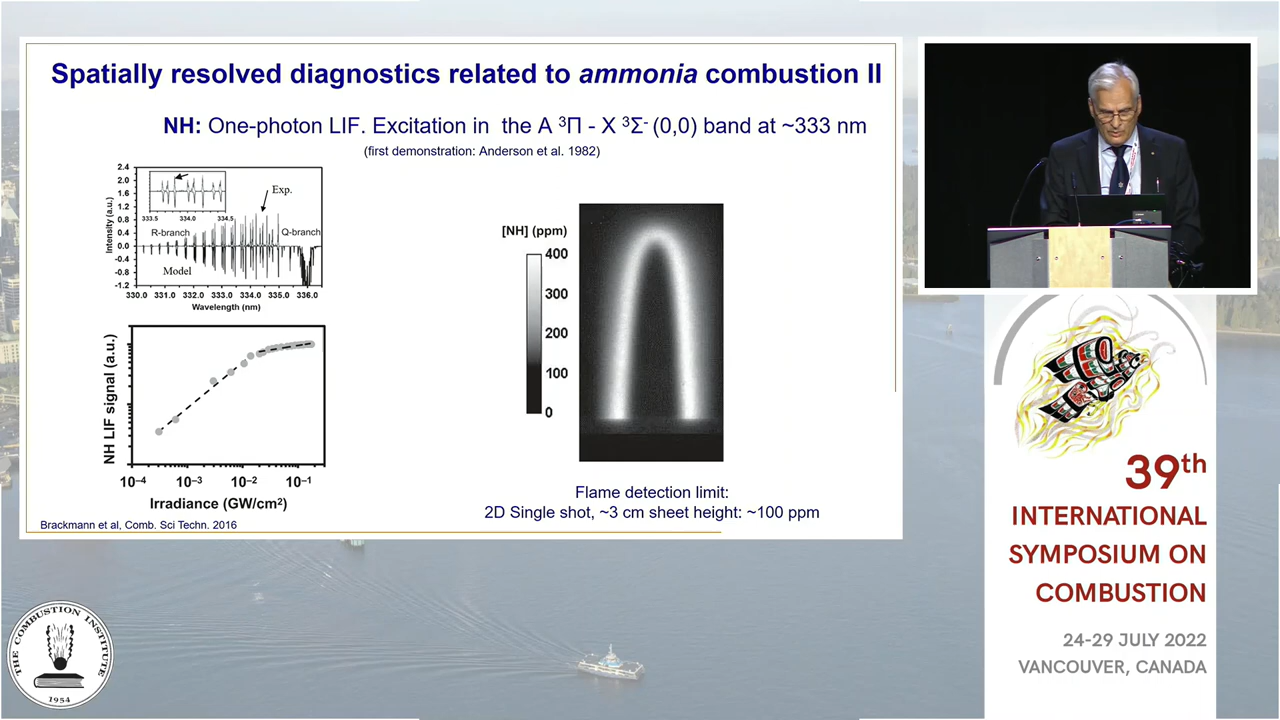 Spatially resolved diagnostics related to ammonia combustion II
NH: One-photon LIF. Excitation in the A ³Π - X ³Σ⁻ (0,0) band at ~333 nm
(first demonstration: Anderson et al. 1982)
2.4
2.0
1.6
1.2
0.8
0.4
0.0
-0.4
-0.8
-1.2
Intensity (a.u.)
333.5 334.0 334.5
Exp.
R-branch
Q-branch
Model
330.0 331.0 332.0 333.0 334.0 335.0 336.0
Wavelength (nm)
NH LIF signal (a.u.)
10⁻⁴ 10⁻³ 10⁻² 10⁻¹
Irradiance (GW/cm²)
Brackmann et al, Comb. Sci Techn. 2016
[NH] (ppm)
400
300
200
100
0
Flame detection limit:
2D Single shot, ~3 cm sheet height: ~100 ppm
39th
INTERNATIONAL
SYMPOSIUM ON
COMBUSTION
24-29 JULY 2022
VANCOUVER, CANADA
THE COMBUSTION INSTITUTE
1954